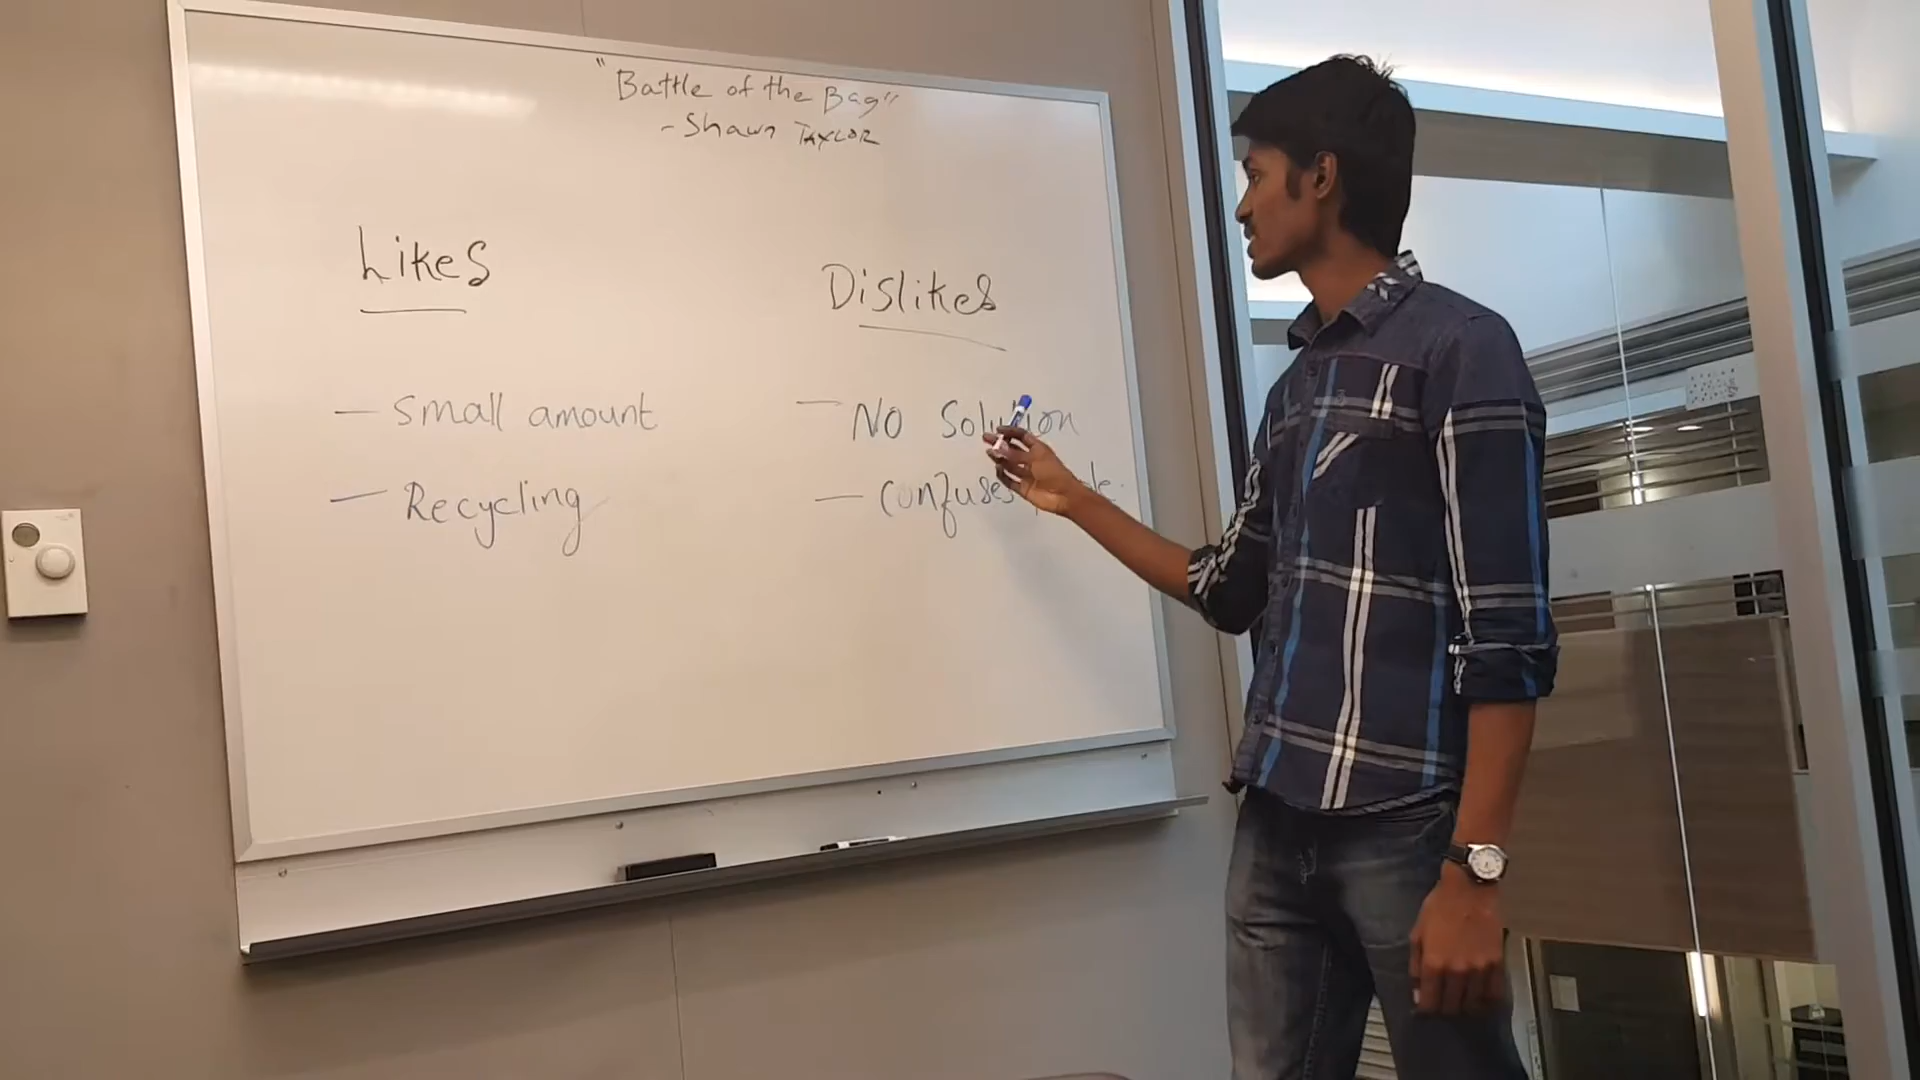 "Battle of the Bag"
- Shawn TAYLOR
Likes
— Small amount
— Recycling
Dislikes
— No Solution
— Confuses